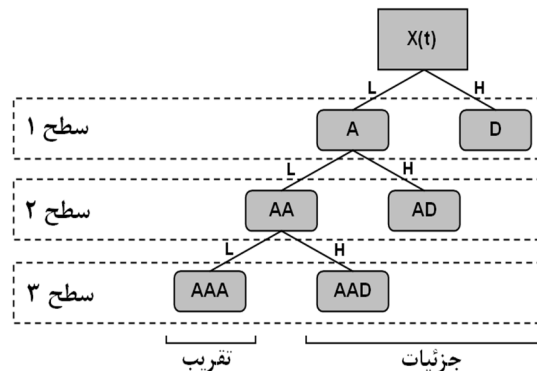 X(t)
L H
سطح ۱
A D
L H
سطح ۲
AA AD
L H
سطح ۳
AAA AAD
تقریب
جزئیات